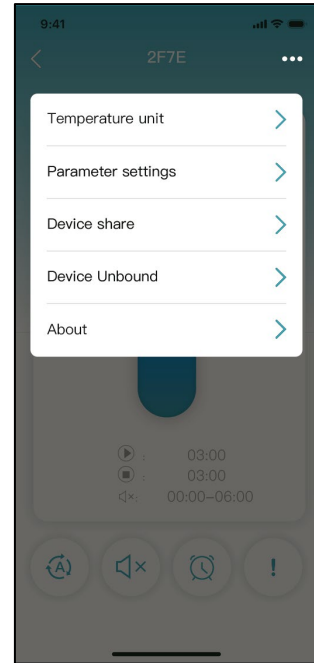 9:41
2F7E
Temperature unit
Parameter settings
Device share
Device Unbound
About
: 03:00
: 03:00
: 00:00-06:00
A
!